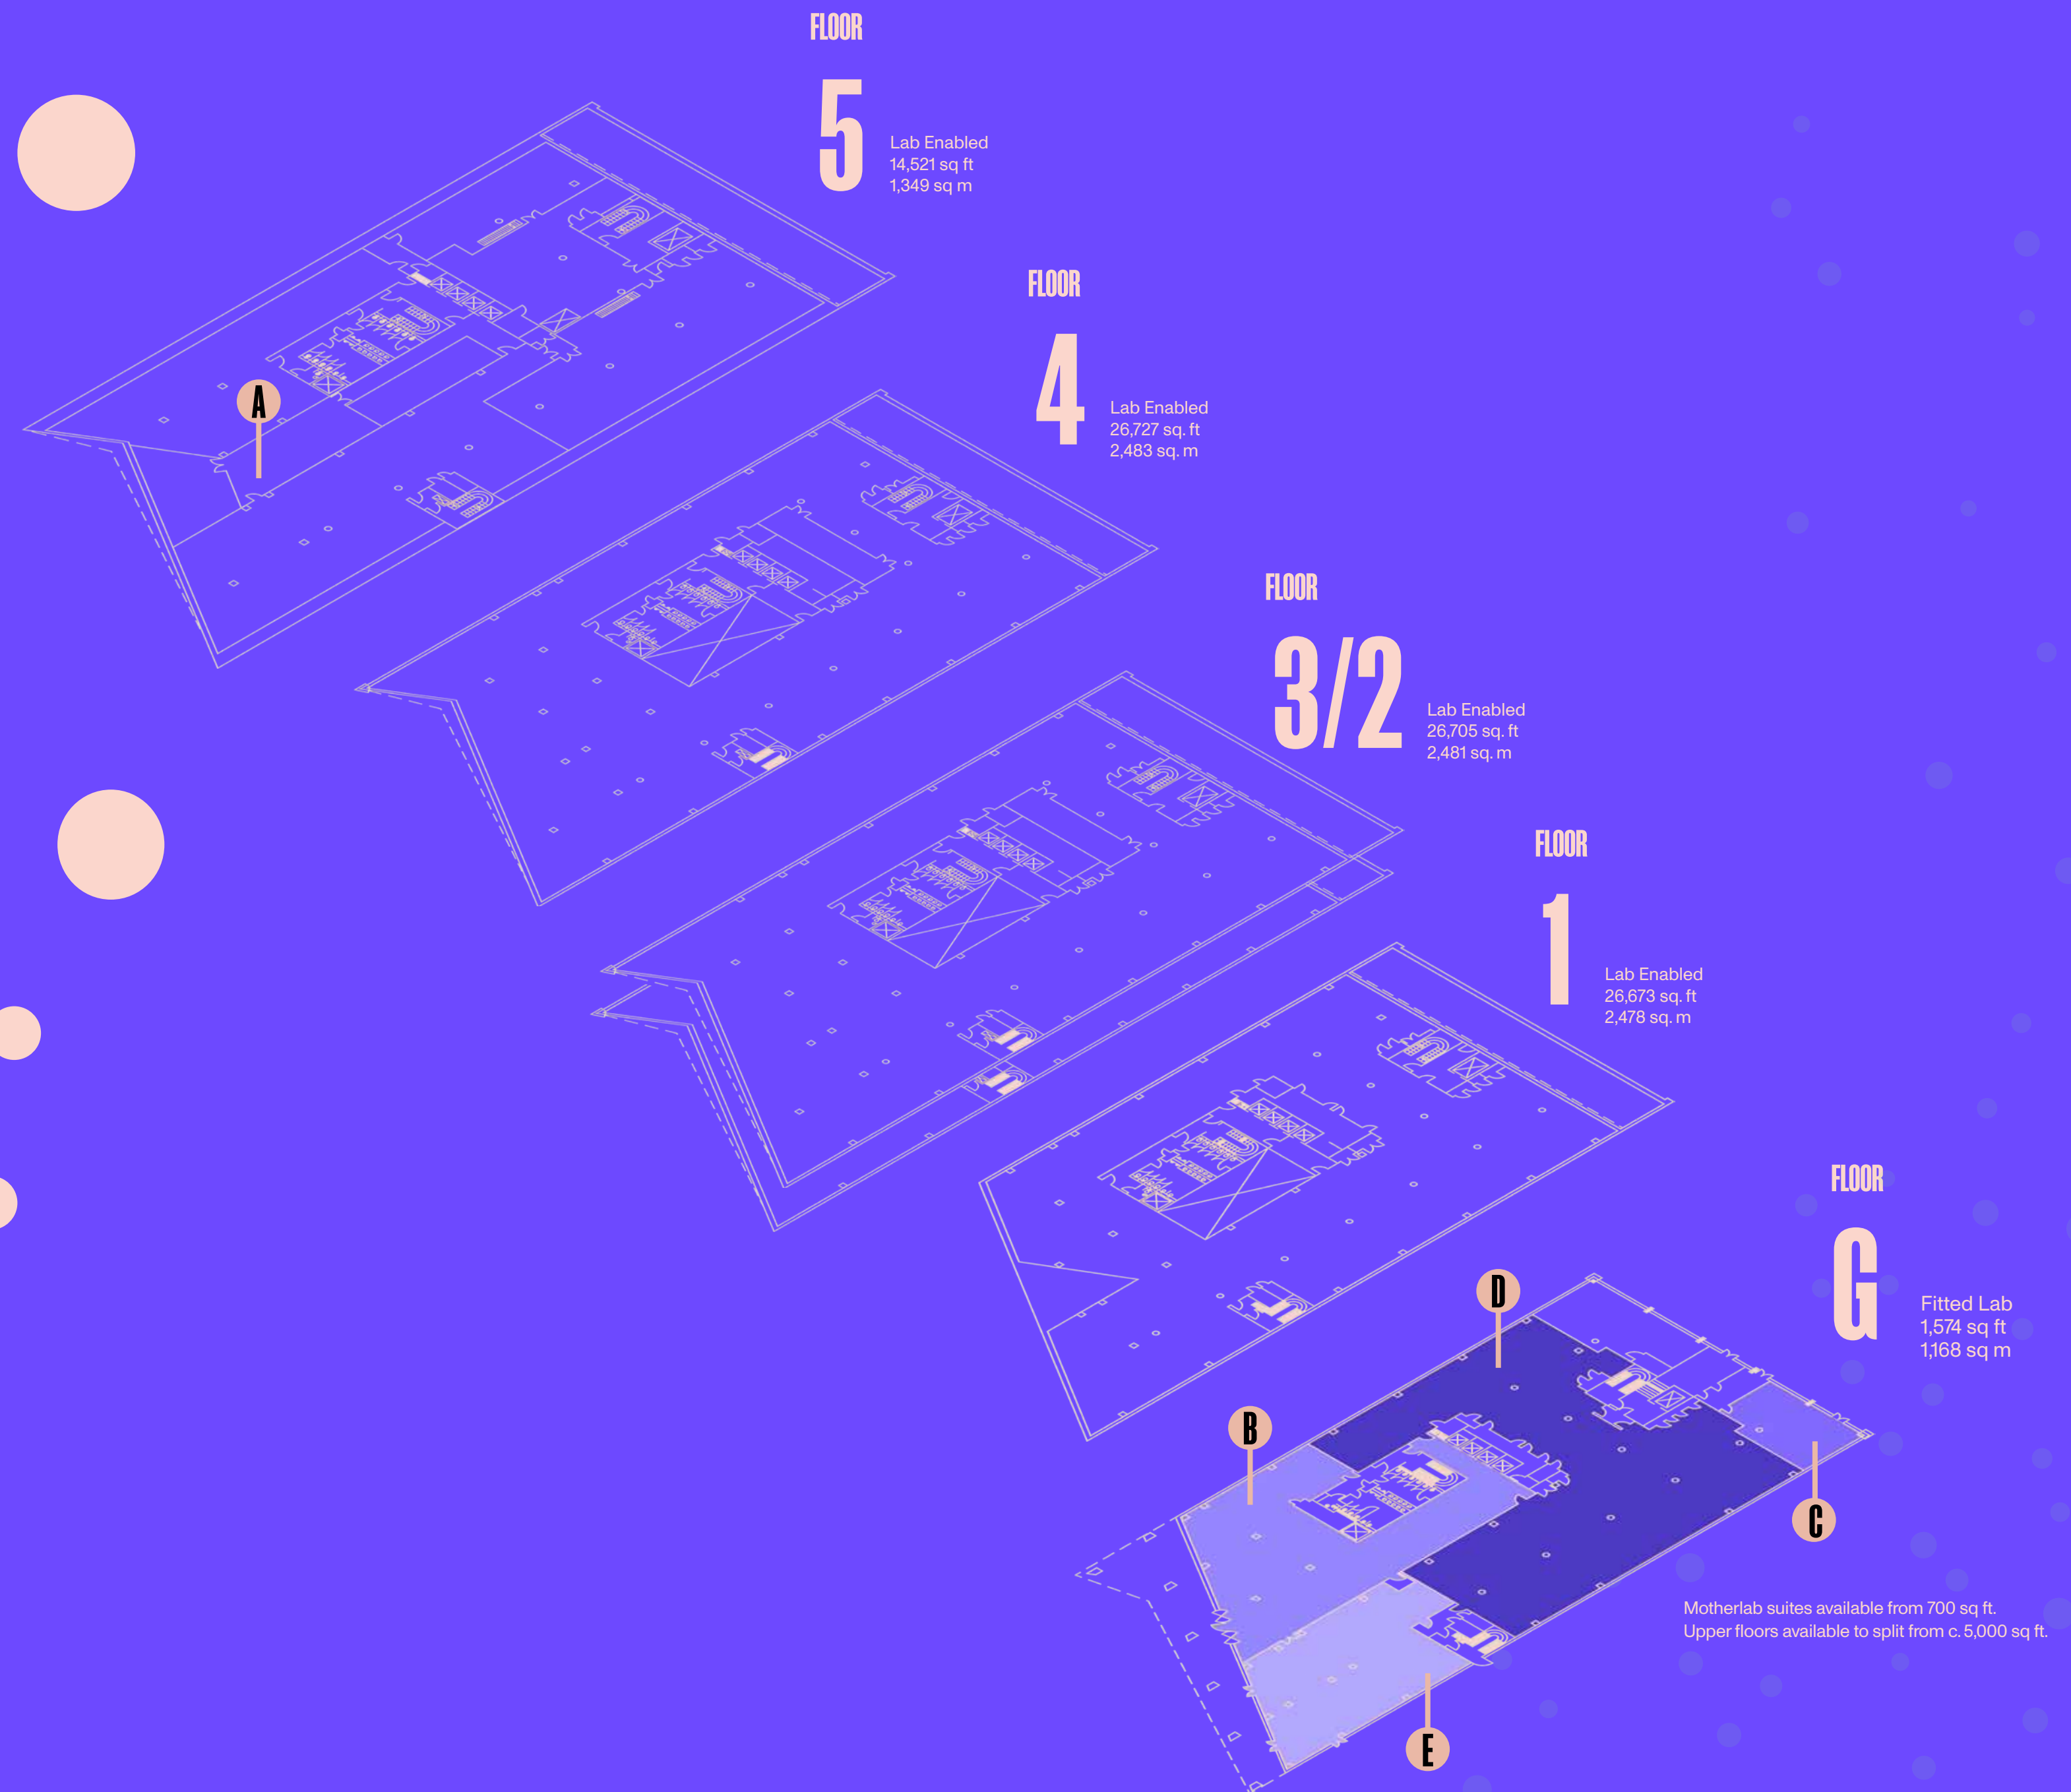 FLOOR
5
Lab Enabled
14,521 sq ft
1,349 sq m
A
FLOOR
4
Lab Enabled
26,727 sq. ft
2,483 sq. m
FLOOR
3/2
Lab Enabled
26,705 sq. ft
2,481 sq. m
FLOOR
1
Lab Enabled
26,673 sq. ft
2,478 sq. m
FLOOR
G
Fitted Lab
1,574 sq ft
1,168 sq m
D
B
C
E
Motherlab suites available from 700 sq ft.
Upper floors available to split from c. 5,000 sq ft.